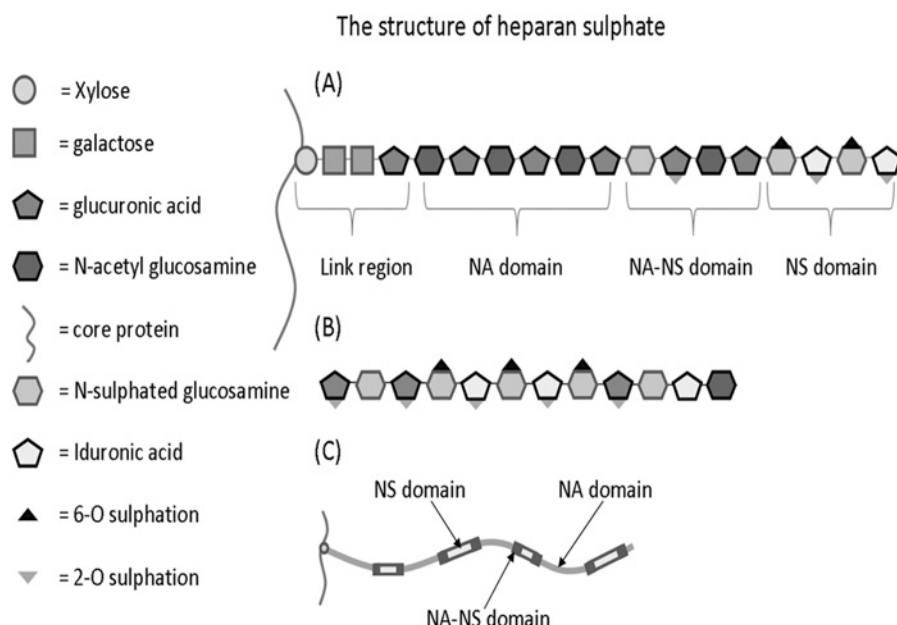 The structure of heparan sulphate
= Xylose
= galactose
= glucuronic acid
= N-acetyl glucosamine
= core protein
= N-sulphated glucosamine
= Iduronic acid
= 6-O sulphation
= 2-O sulphation
(A)
Link region
NA domain
NA-NS domain
NS domain
(B)
(C)
NS domain
NA domain
NA-NS domain